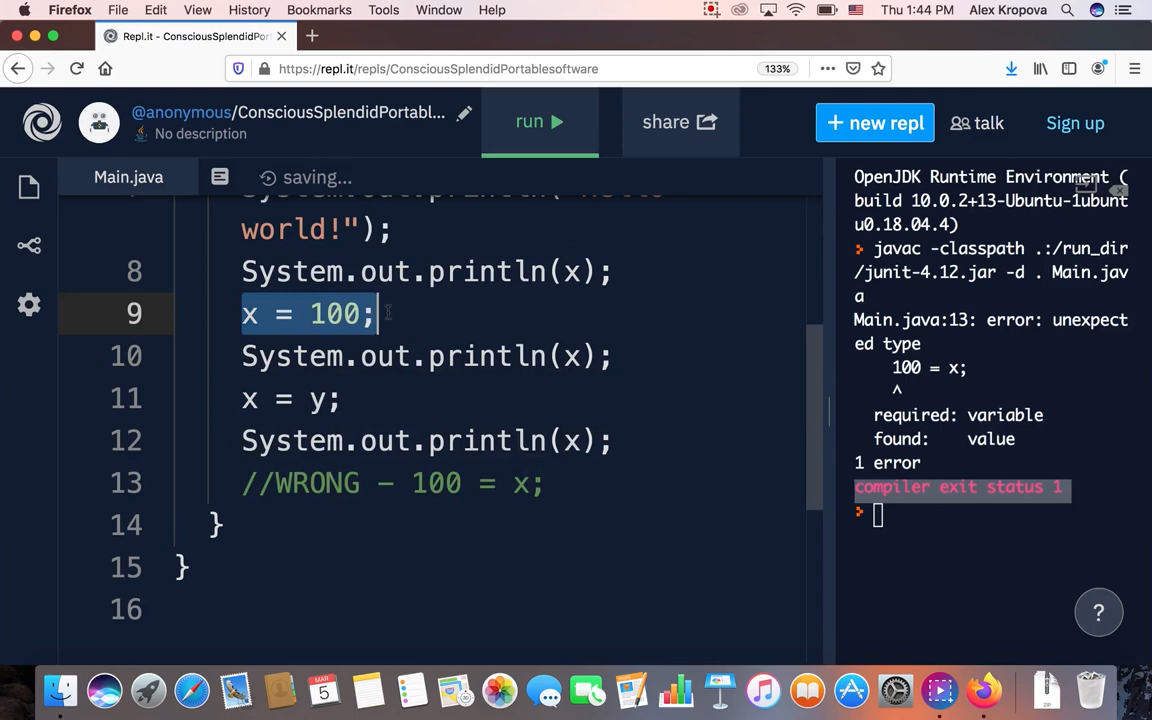 Firefox File Edit View History Bookmarks Tools Window Help Thu 1:44 PM Alex Kropova
Repl.it - ConsciousSplendidPort
https://repl.it/repls/ConsciousSplendidPortablesoftware 133%
@anonymous/ConsciousSplendidPortabl...
No description
run
share
+ new repl
talk
Sign up
Main.java
saving...
world!");
8 System.out.println(x);
9 x = 100;
10 System.out.println(x);
11 x = y;
12 System.out.println(x);
13 //WRONG - 100 = x;
14 }
15 }
16
OpenJDK Runtime Environment (
build 10.0.2+13-Ubuntu-1ubunt
u0.18.04.4)
javac -classpath .:/run_dir
/junit-4.12.jar -d . Main.jav
a
Main.java:13: error: unexpect
ed type
100 = x;
^
required: variable
found: value
1 error
compiler exit status 1
?
MAR
5
ZIP